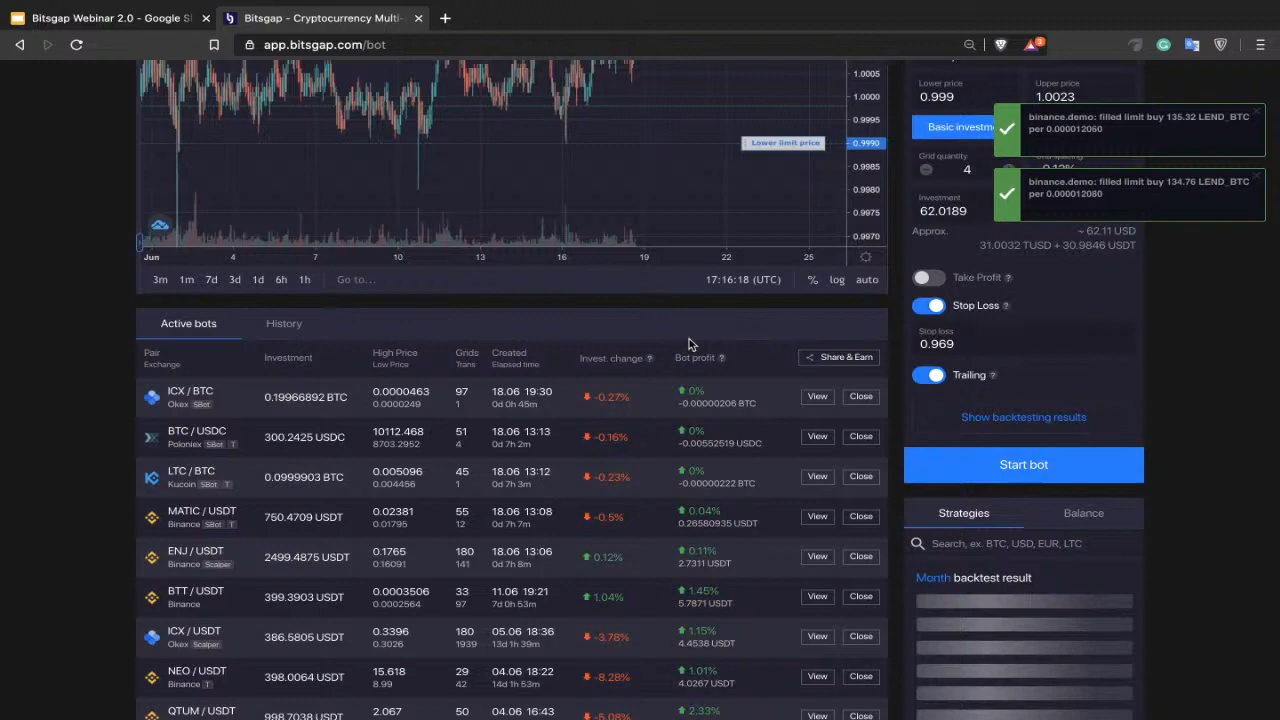 Bitsgap Webinar 2.0 - Google Sl
Bitsgap - Cryptocurrency Multi-
app.bitsgap.com/bot
3
1.0005
1.0000
0.9995
Lower limit price
0.9990
0.9985
0.9980
0.9975
0.9970
Jun 4 7 10 13 16 19 22 25
3m 1m 7d 3d 1d 6h 1h Go to... 17:16:18 (UTC) % log auto
Lower price Upper price
0.999 1.0023
Basic investm
binance.demo: filled limit buy 135.32 LEND_BTC
per 0.000012060
binance.demo: filled limit buy 134.76 LEND_BTC
per 0.000012080
Grid quantity
4
Investment
62.0189
Approx. ~ 62.11 USD
31.0032 TUSD + 30.9846 USDT
Take Profit ?
Stop Loss ?
Stop loss
0.969
Trailing ?
Show backtesting results
Start bot
Strategies Balance
Search, ex. BTC, USD, EUR, LTC
Month backtest result
Active bots History
Pair Investment High Price Grids Created Invest. change ? Bot profit ? Share & Earn
Exchange Low Price Trans Elapsed time
ICX / BTC 0.19966892 BTC 0.0000463 97 18.06 19:30 -0.27% 0% View Close
Okex SBot 0.0000249 1 0d 0h 45m -0.00000206 BTC
BTC / USDC 300.2425 USDC 10112.468 51 18.06 13:13 -0.16% 0% View Close
Poloniex SBot T 8703.2952 4 0d 7h 2m -0.00552519 USDC
LTC / BTC 0.0999903 BTC 0.005096 45 18.06 13:12 -0.23% 0% View Close
Kucoin SBot T 0.004456 1 0d 7h 3m -0.00000222 BTC
MATIC / USDT 750.4709 USDT 0.02381 55 18.06 13:08 -0.5% 0.04% View Close
Binance SBot T 0.01795 12 0d 7h 7m 0.26580935 USDT
ENJ / USDT 2499.4875 USDT 0.1765 180 18.06 13:06 0.12% 0.11% View Close
Binance Scalper 0.16091 141 0d 7h 8m 2.7311 USDT
BTT / USDT 399.3903 USDT 0.0003506 33 11.06 19:21 1.04% 1.45% View Close
Binance 0.0002564 97 7d 0h 53m 5.7871 USDT
ICX / USDT 386.5805 USDT 0.3396 180 05.06 18:36 -3.78% 1.15% View Close
Okex Scalper 0.3026 1939 13d 1h 39m 4.4538 USDT
NEO / USDT 398.0064 USDT 15.618 29 04.06 18:22 -8.28% 1.01% View Close
Binance T 8.99 42 14d 1h 53m 4.0267 USDT
QTUM / USDT 998.7038 USDT 2.067 50 04.06 16:43 -5.08% 2.33% View Close